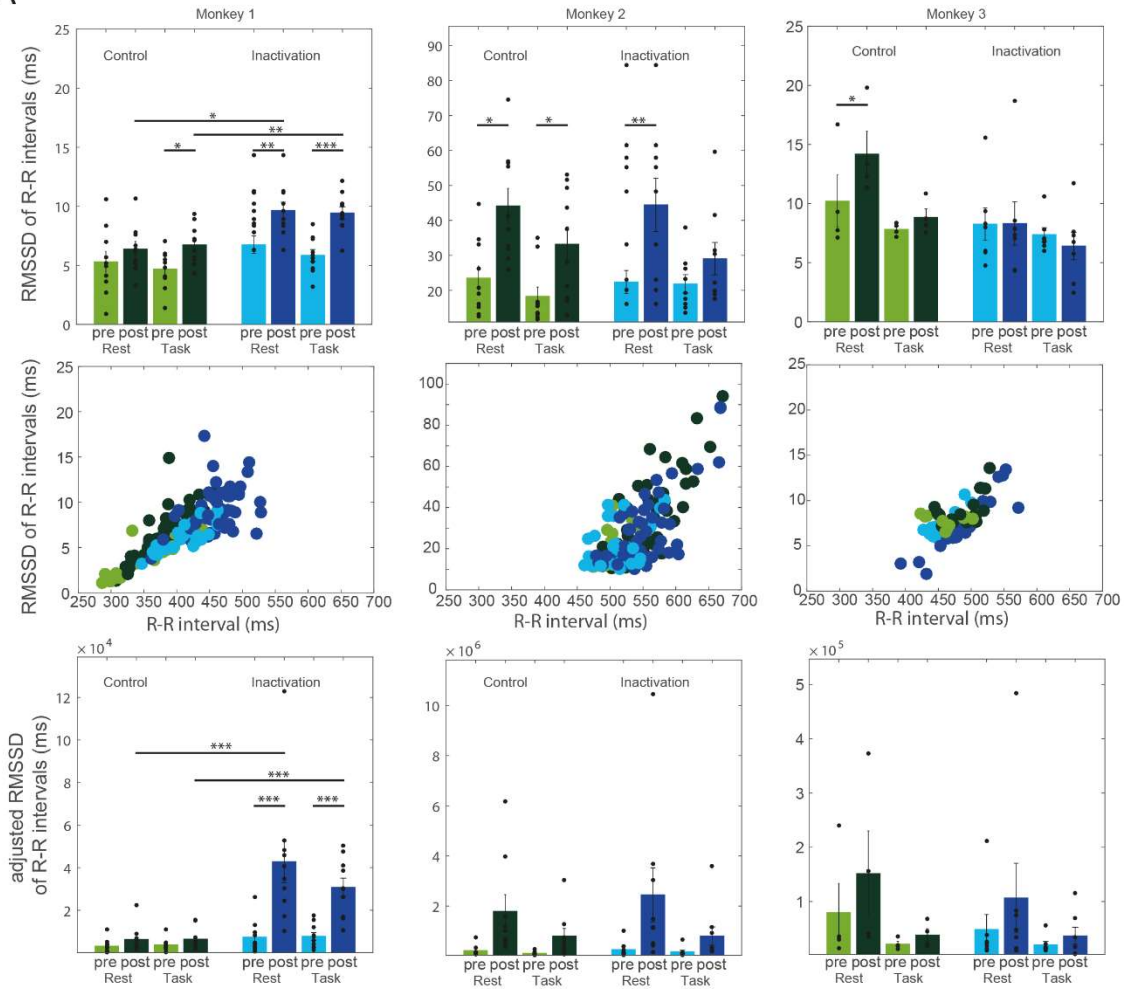 Monkey 1
Monkey 2
Monkey 3
RMSSD of R-R intervals (ms)
25
20
15
10
5
0
Control
Inactivation
*
*
**
**
***
pre post pre post
Rest Task
pre post pre post
Rest Task
90
80
70
60
50
40
30
20
Control
Inactivation
*
*
**
pre post pre post
Rest Task
pre post pre post
Rest Task
25
20
15
10
5
0
Control
Inactivation
*
pre post pre post
Rest Task
pre post pre post
Rest Task
RMSSD of R-R intervals (ms)
25
20
15
10
5
0
250 300 350 400 450 500 550 600 650 700
R-R interval (ms)
100
80
60
40
20
0
250 300 350 400 450 500 550 600 650 700
R-R interval (ms)
25
20
15
10
5
0
250 300 350 400 450 500 550 600 650 700
R-R interval (ms)
adjusted RMSSD
of R-R intervals (ms)
× 10 4
12
10
8
6
4
2
Control
Inactivation
***
***
***
***
pre post pre post
Rest Task
pre post pre post
Rest Task
× 10 6
10
8
6
4
2
Control
Inactivation
pre post pre post
Rest Task
pre post pre post
Rest Task
× 10 5
5
4
3
2
1
pre post pre post
Rest Task
pre post pre post
Rest Task